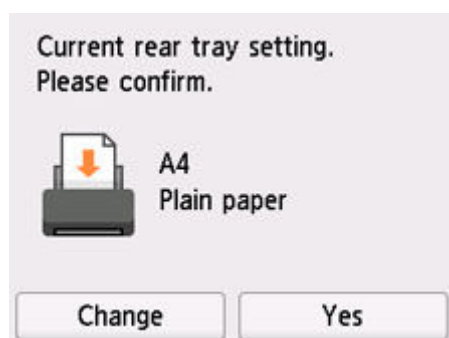 Current rear tray setting.
Please confirm.
A4
Plain paper
Change
Yes